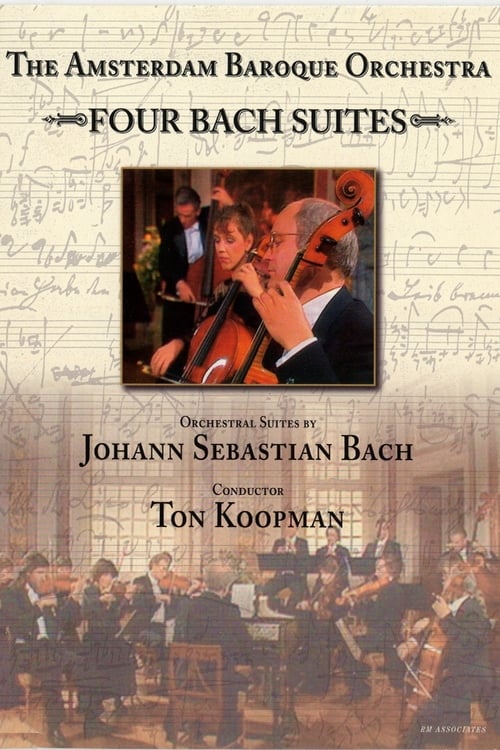 The Amsterdam Baroque Orchestra
Four Bach Suites
Orchestral Suites by
Johann Sebastian Bach
Conductor
Ton Koopman
RM Associates